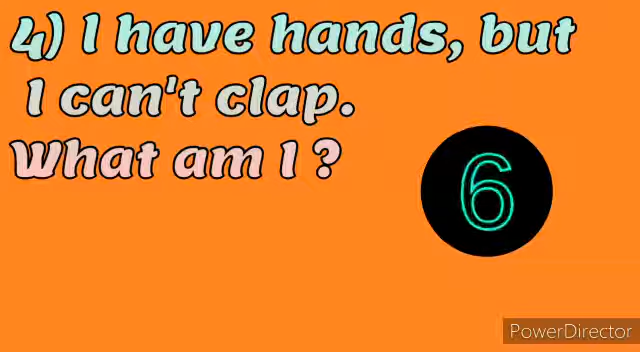 4) I have hands, but
I can't clap.
What am I ?
6
PowerDirector